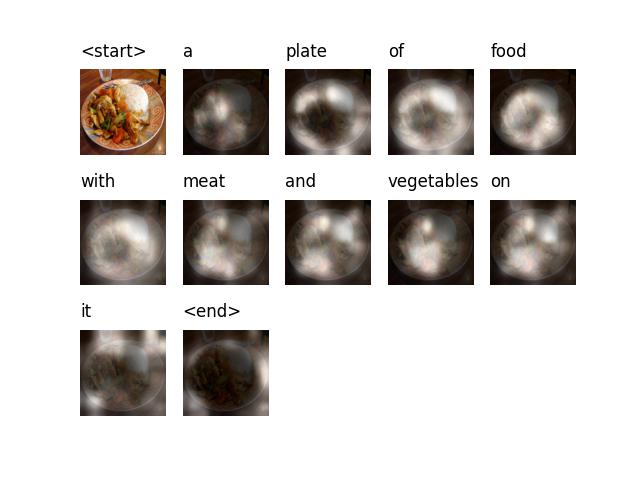 <start> a plate of food
with meat and vegetables on
it <end>